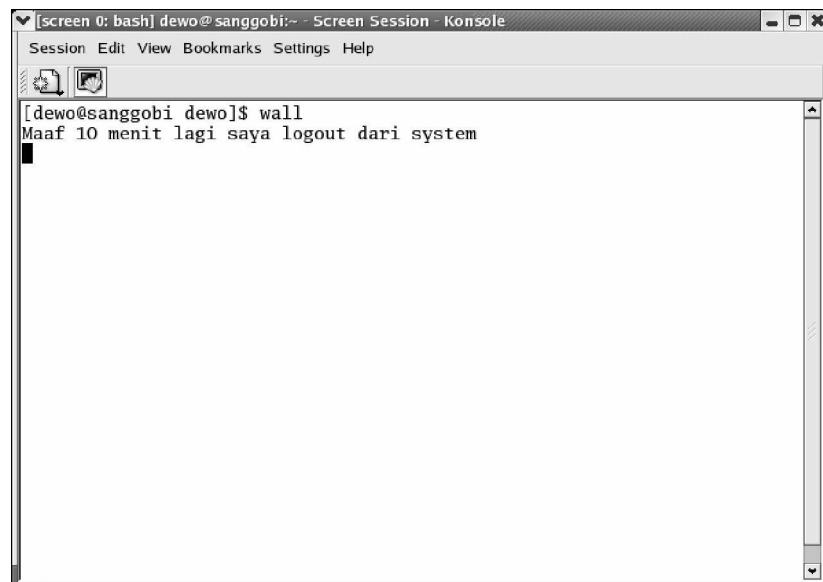 [screen 0: bash] dewo@sanggobi:~ - Screen Session - Konsole
Session Edit View Bookmarks Settings Help
[dewo@sanggobi dewo]$ wall
Maaf 10 menit lagi saya logout dari system